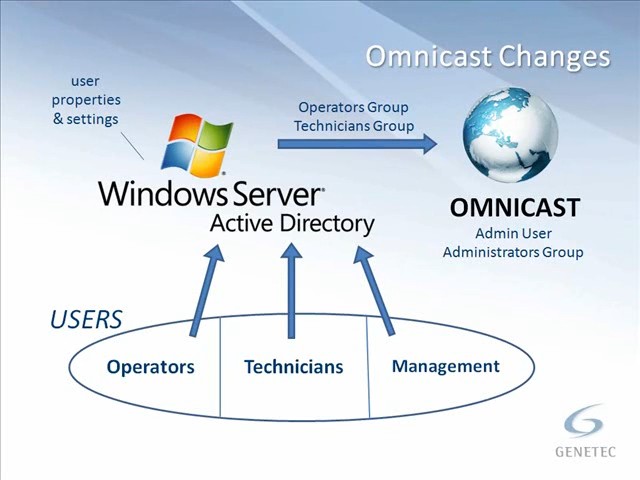 Omnicast Changes
user
properties
& settings
Operators Group
Technicians Group
Windows Server®
Active Directory
OMNICAST
Admin User
Administrators Group
USERS
Operators
Technicians
Management
GENETEC